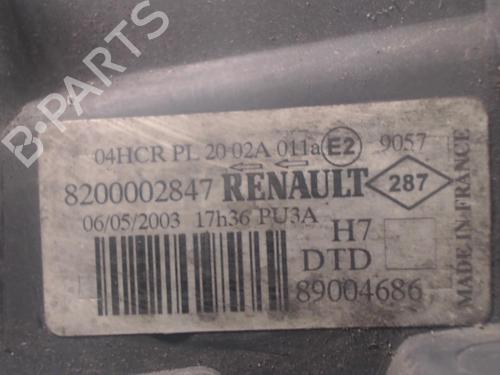 B-PARTS
04HCR PL 20 02A 011a E2 9057
8200002847 RENAULT 287
06/05/2003 17h36 PU3A
H7
DTD
89004686
MADE IN FRANCE